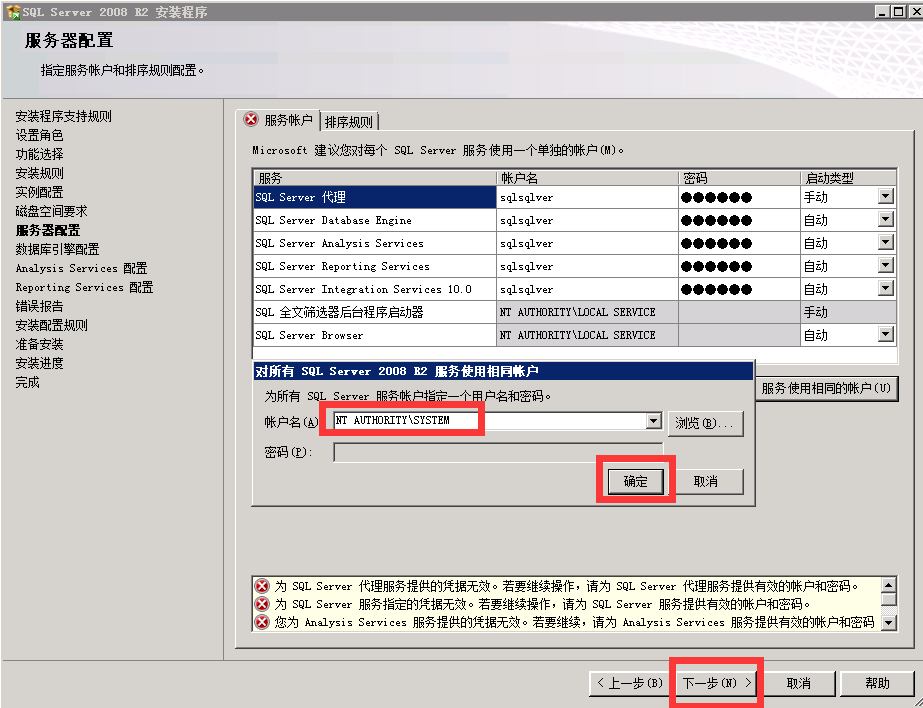 SQL Server 2008 R2 安装程序
服务器配置
指定服务帐户和排序规则配置。
安装程序支持规则
设置角色
功能选择
安装规则
实例配置
磁盘空间要求
服务器配置
数据库引擎配置
Analysis Services 配置
Reporting Services 配置
错误报告
安装配置规则
准备安装
安装进度
完成
服务帐户 排序规则
Microsoft 建议您对每个 SQL Server 服务使用一个单独的帐户(M)。
服务 帐户名 密码 启动类型
SQL Server 代理 sqlsqlver ●●●●●● 手动
SQL Server Database Engine sqlsqlver ●●●●●● 自动
SQL Server Analysis Services sqlsqlver ●●●●●● 自动
SQL Server Reporting Services sqlsqlver ●●●●●● 自动
SQL Server Integration Services 10.0 sqlsqlver ●●●●●● 自动
SQL 全文筛选器后台程序启动器 NT AUTHORITY\LOCAL SERVICE 手动
SQL Server Browser NT AUTHORITY\LOCAL SERVICE 自动
对所有 SQL Server 2008 R2 服务使用相同帐户
服务使用相同的帐户(U)
为所有 SQL Server 服务帐户指定一个用户名和密码。
帐户名(A) NT AUTHORITY\SYSTEM 浏览(B)...
密码(P):
确定 取消
为 SQL Server 代理服务提供的凭据无效。若要继续操作，请为 SQL Server 代理服务提供有效的帐户和密码。
为 SQL Server 服务指定的凭据无效。若要继续操作，请为 SQL Server 服务提供有效的帐户和密码。
您为 Analysis Services 服务提供的凭据无效。若要继续，请为 Analysis Services 服务提供有效的帐户和密码
< 上一步(B) 下一步(N) > 取消 帮助